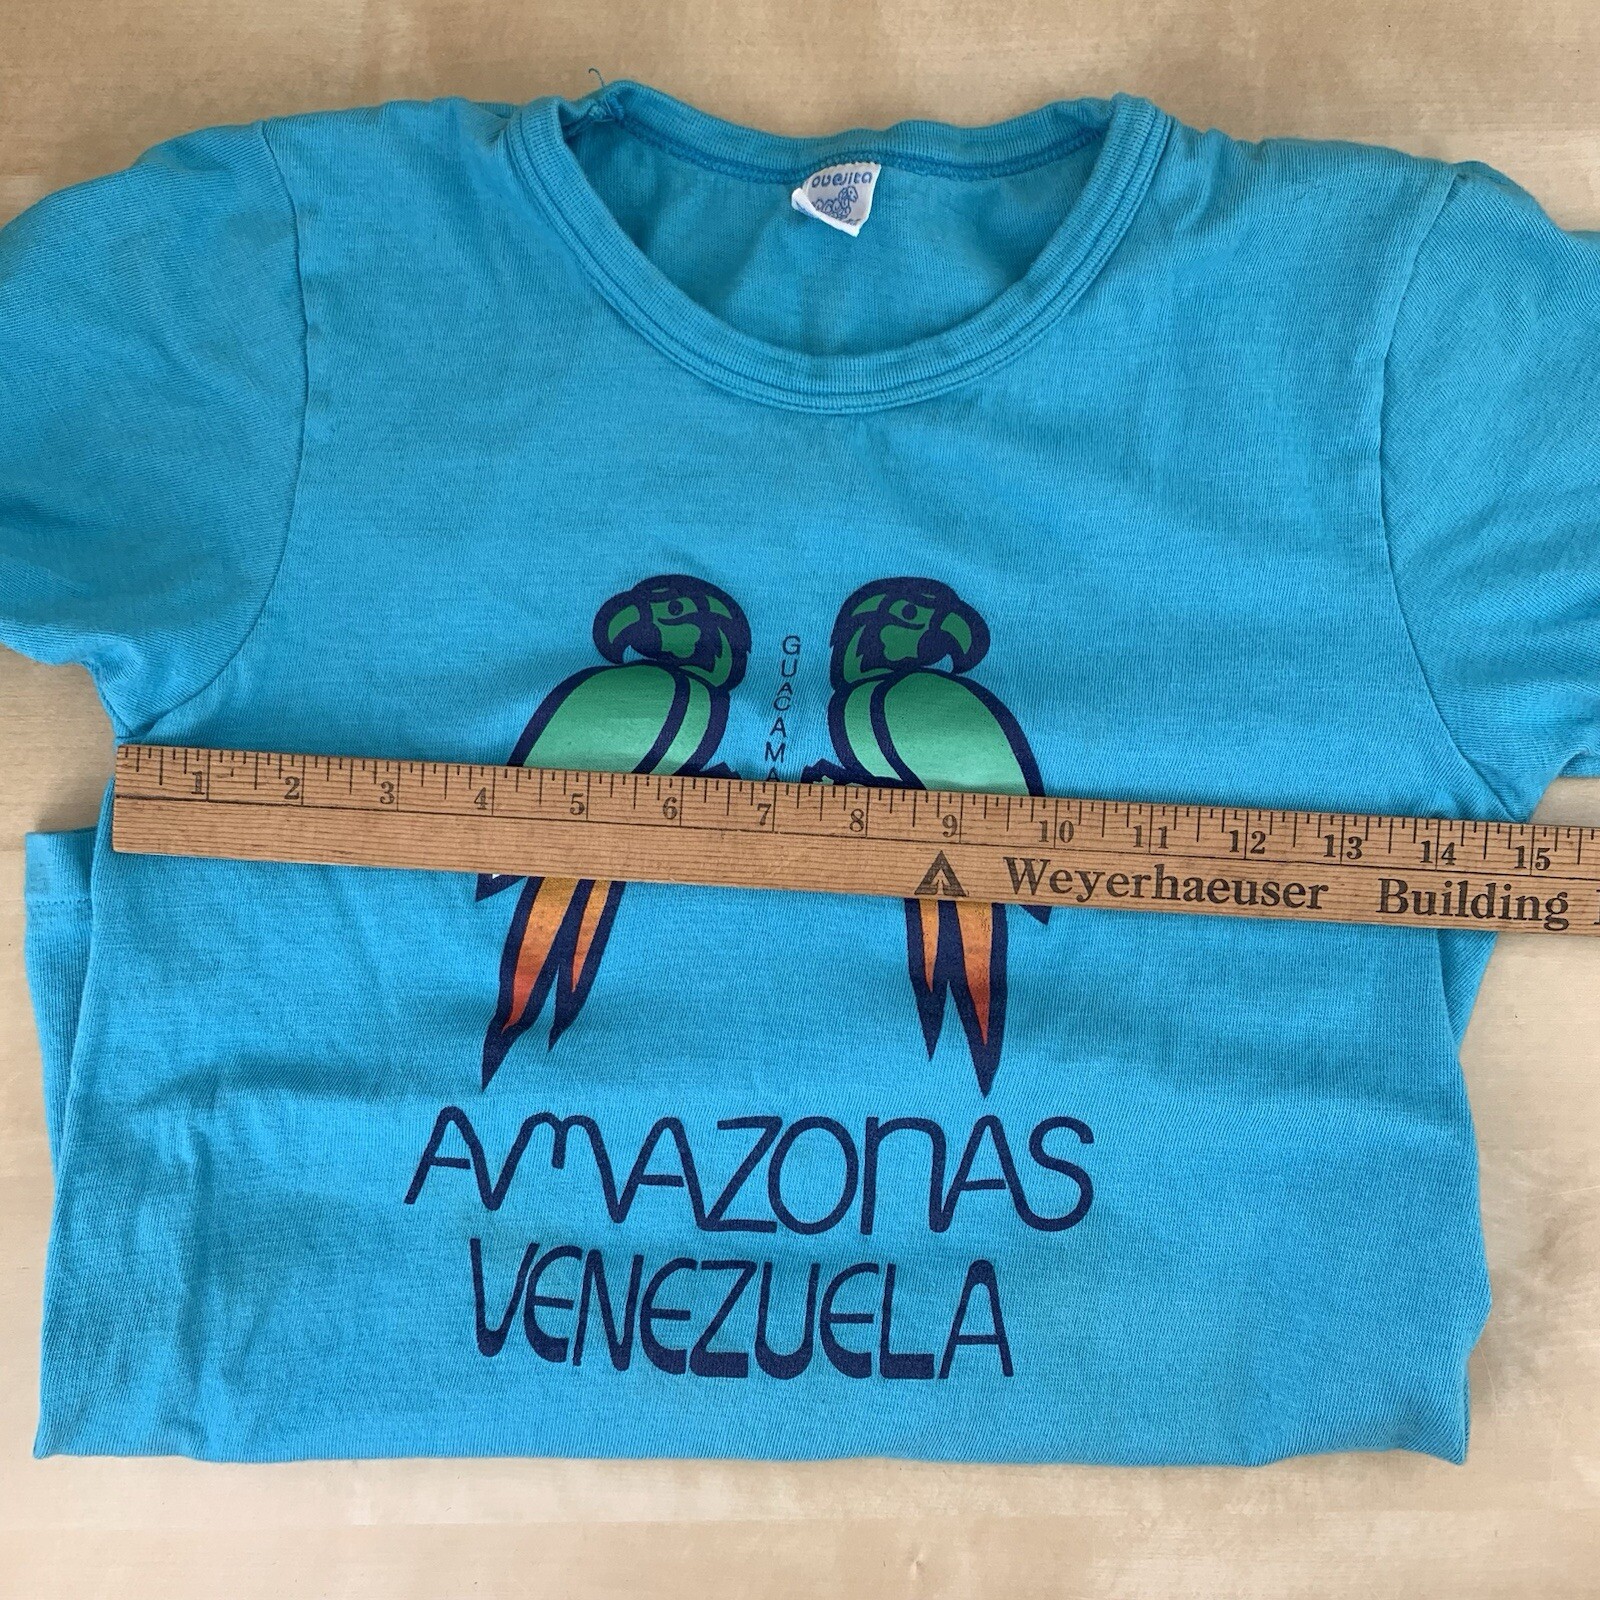 ovejita
GUACAMA
1 2 3 4 5 6 7 8 9 10 11 12 13 14 15
Weyerhaeuser Building
AMAZONAS
VENEZUELA